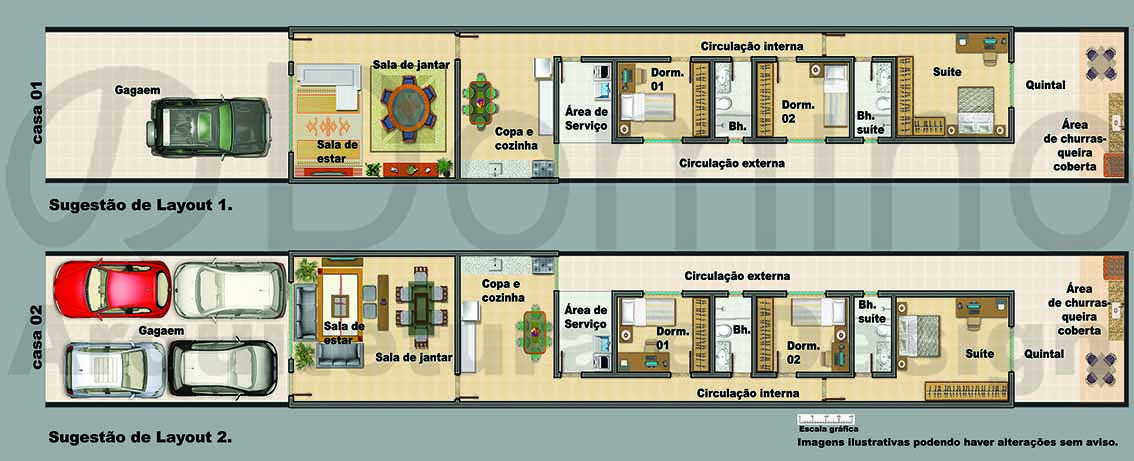 casa 01
Gagaem
Sala de jantar
Sala de
estar
Copa e
cozinha
Área de
Serviço
Circulação interna
Dorm.
01
Bh.
Dorm.
02
Bh.
suíte
Suíte
Quintal
Área
de churras-
queira
coberta
Circulação externa
Sugestão de Layout 1.
Domino
casa 02
Gagaem
Sala de
estar
Sala de jantar
Copa e
cozinha
Área de
Serviço
Circulação externa
Dorm.
01
Bh.
Dorm.
02
Bh.
suíte
Suíte
Quintal
Área
de churras-
queira
coberta
Circulação interna
Sugestão de Layout 2.
Escala gráfica
Imagens ilustrativas podendo haver alterações sem aviso.